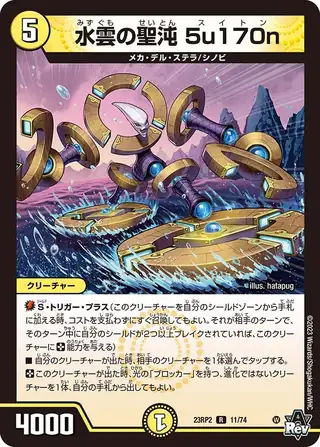 5
みずぐも せいとん スイトン
水雲の聖沌 5u170n
メカ・デル・ステラ/シノビ
illus. hatapug
クリーチャー
S・トリガー・プラス(このクリーチャーを自分のシールドゾーンから手札
に加える時、コストを支払わずにすぐ召喚してもよい。それが相手のターンで、
そのターン中に自分のシールドが2つ以上ブレイクされていれば、このクリーチャー
に能力を与える)
■自分のクリーチャーが出た時、相手のクリーチャーを1体選んでタップする。
このクリーチャーが出た時、光の「ブロッカー」を持つ、進化ではないクリーチ
ャーを1体、自分の手札から出してもよい。
©2023 Wizards/Shogakukan/WHC
4000
1
23RP2 R 11/74
W
Rev